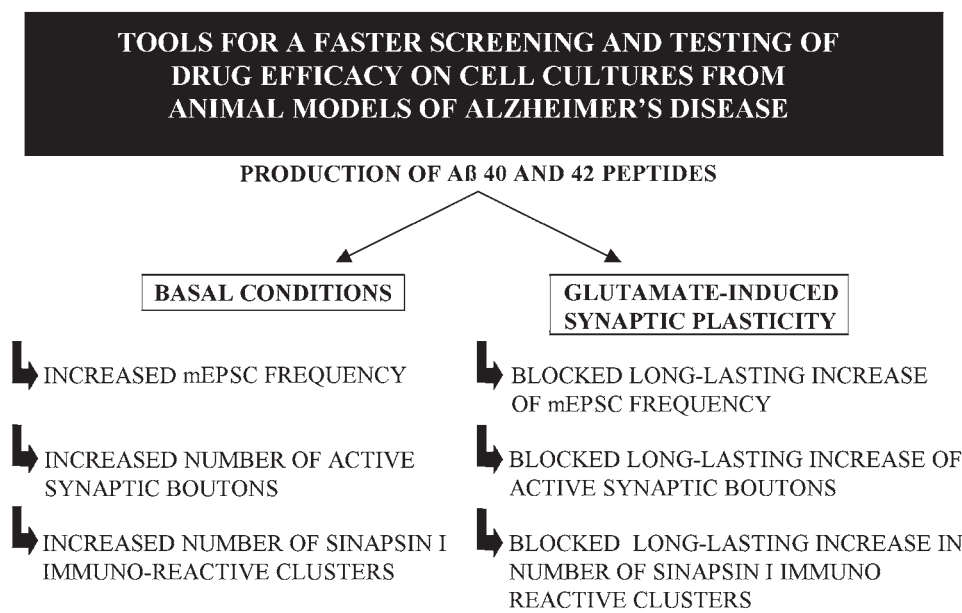 TOOLS FOR A FASTER SCREENING AND TESTING OF
DRUG EFFICACY ON CELL CULTURES FROM
ANIMAL MODELS OF ALZHEIMER'S DISEASE
PRODUCTION OF Aß 40 AND 42 PEPTIDES
BASAL CONDITIONS
INCREASED mEPSC FREQUENCY
INCREASED NUMBER OF ACTIVE
SYNAPTIC BOUTONS
INCREASED NUMBER OF SINAPSIN I
IMMUNO-REACTIVE CLUSTERS
GLUTAMATE-INDUCED
SYNAPTIC PLASTICITY
BLOCKED LONG-LASTING INCREASE
OF mEPSC FREQUENCY
BLOCKED LONG-LASTING INCREASE OF
ACTIVE SYNAPTIC BOUTONS
BLOCKED LONG-LASTING INCREASE IN
NUMBER OF SINAPSIN I IMMUNO
REACTIVE CLUSTERS